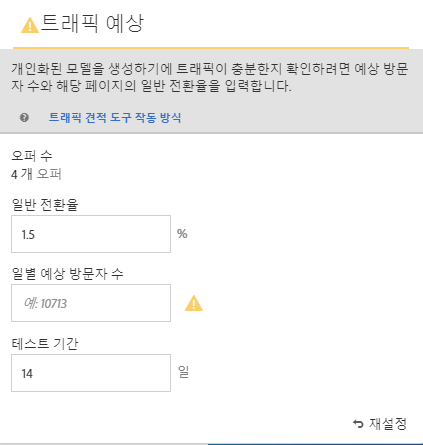 트래픽 예상
개인화된 모델을 생성하기에 트래픽이 충분한지 확인하려면 예상 방문
자 수와 해당 페이지의 일반 전환율을 입력합니다.
트래픽 견적 도구 작동 방식
오퍼 수
4 개 오퍼
일반 전환율
1.5 %
일별 예상 방문자 수
예: 10713
테스트 기간
14 일
재설정